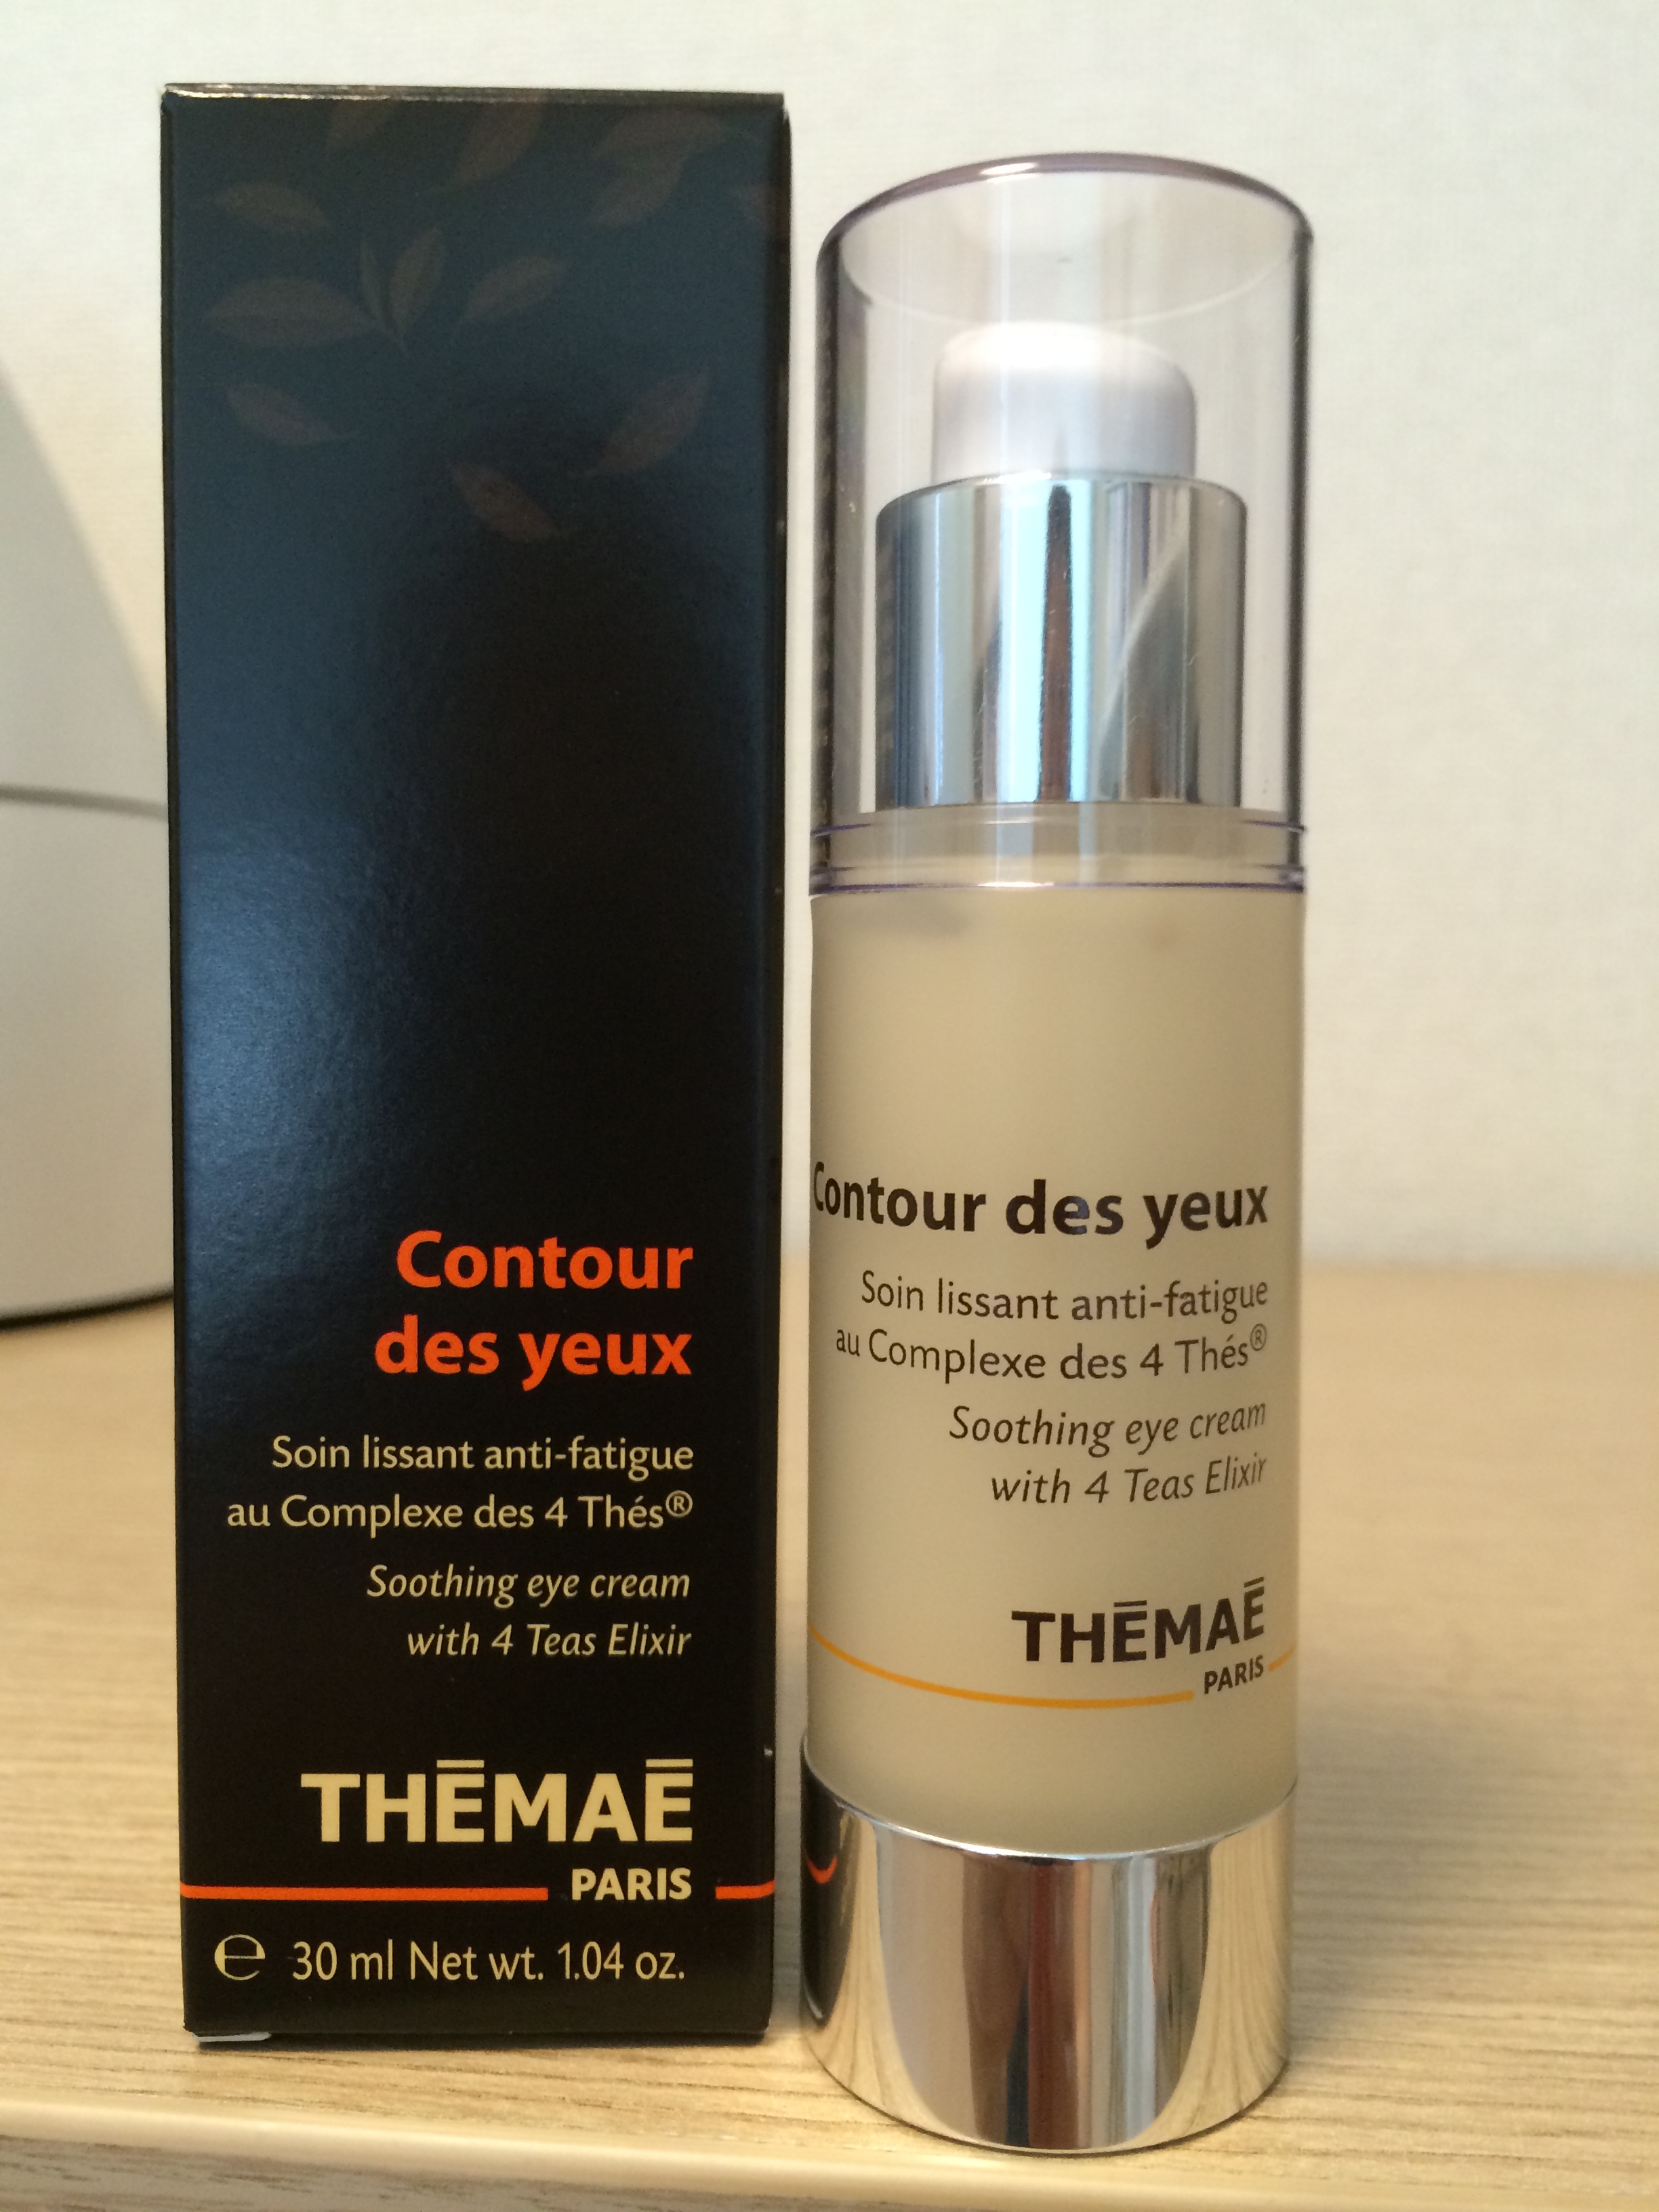 Contour
des yeux
Soin lissant anti-fatigue
au Complexe des 4 Thés®
Soothing eye cream
with 4 Teas Elixir
THĒMAĒ
PARIS
℮ 30 ml Net wt. 1.04 oz.
Contour des yeux
Soin lissant anti-fatigue
au Complexe des 4 Thés®
Soothing eye cream
with 4 Teas Elixir
THĒMAĒ
PARIS